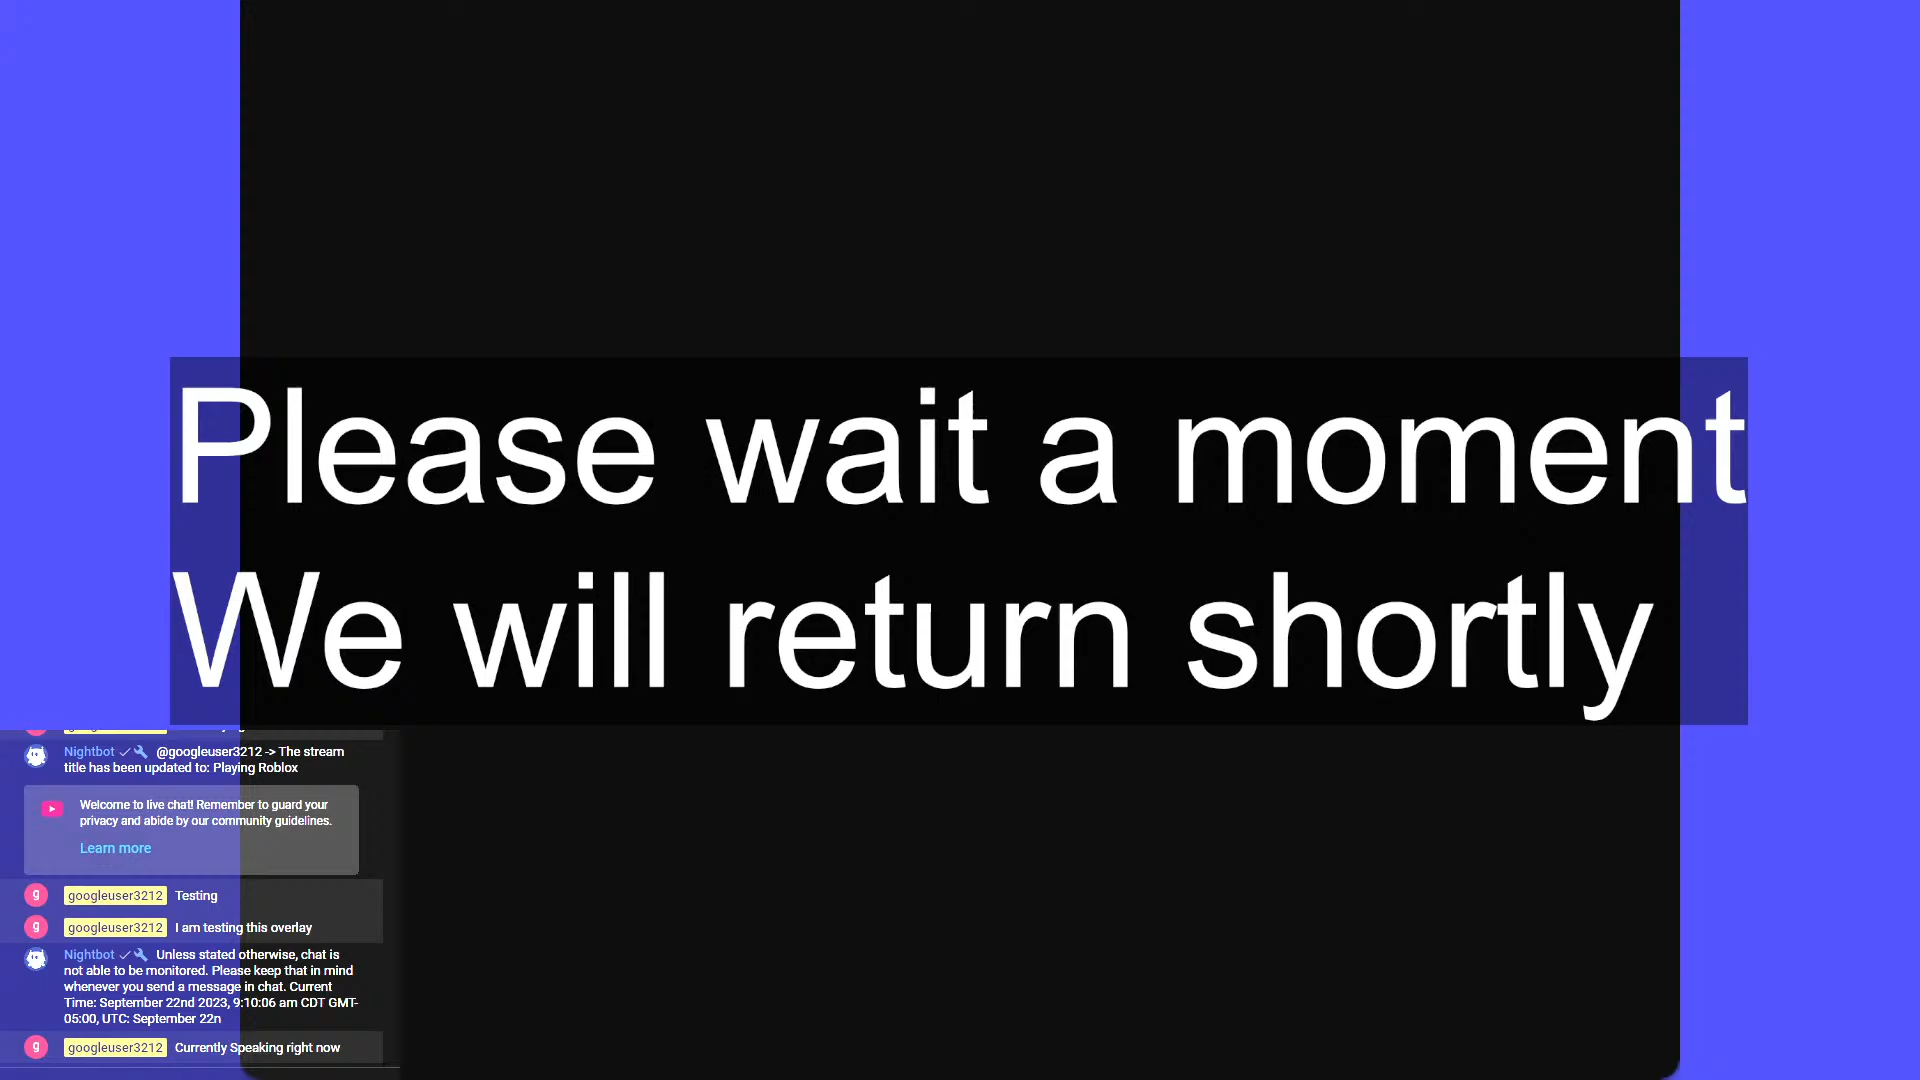 Please wait a moment
We will return shortly
Nightbot @googleuser3212 -> The stream
title has been updated to: Playing Roblox
Welcome to live chat! Remember to guard your
privacy and abide by our community guidelines.
Learn more
g googleuser3212 Testing
g googleuser3212 I am testing this overlay
Nightbot Unless stated otherwise, chat is
not able to be monitored. Please keep that in mind
whenever you send a message in chat. Current
Time: September 22nd 2023, 9:10:06 am CDT GMT-
05:00, UTC: September 22n
g googleuser3212 Currently Speaking right now